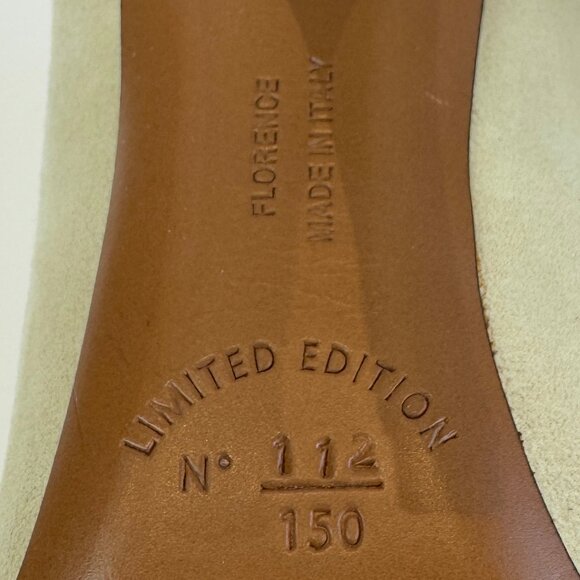 FLORENCE
MADE IN ITALY
LIMITED EDITION
N° 112
150